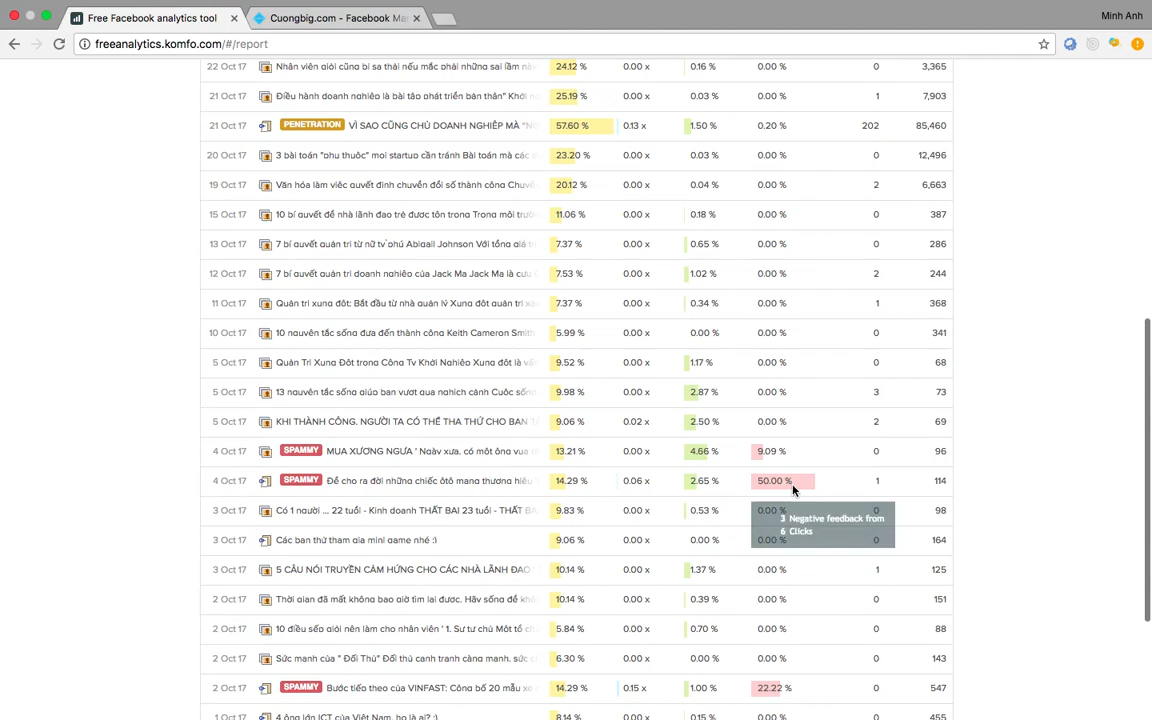 Free Facebook analytics tool
Cuongbig.com - Facebook Mar
Minh Anh
freeanalytics.komfo.com/#/report
22 Oct 17 Nhân viên giỏi cũng bị sa thải nếu mắc phải những sai lầm 24.12 % 0.00 x 0.16 % 0.00 % 0 3,365
21 Oct 17 Điều hành doanh nghiệp là bài tập phát triển bản thân" Khởi 25.19 % 0.00 x 0.03 % 0.00 % 1 7,903
21 Oct 17 PENETRATION VÌ SAO CŨNG CHỦ DOANH NGHIỆP MÀ 57.60 % 0.13 x 1.50 % 0.20 % 202 85,460
20 Oct 17 3 bài toán "phụ thuộc" mọi startup cần tránh Bài toán mà các 23.20 % 0.00 x 0.03 % 0.00 % 0 12,496
19 Oct 17 Văn hóa làm việc quyết định chuyển đổi số thành công 20.12 % 0.00 x 0.04 % 0.00 % 2 6,663
15 Oct 17 10 bí quyết để nhà lãnh đạo trẻ được tôn trọng Trong môi 11.06 % 0.00 x 0.18 % 0.00 % 0 387
13 Oct 17 7 bí quyết quản trị từ nữ tỷ phú Abigail Johnson Với tổng giá 7.37 % 0.00 x 0.65 % 0.00 % 0 286
12 Oct 17 7 bí quyết quản trị doanh nghiệp của Jack Ma Jack Ma là 7.53 % 0.00 x 1.02 % 0.00 % 2 244
11 Oct 17 Quản trị xung đột: Bắt đầu từ nhà quản lý Xung đột quản trị 7.37 % 0.00 x 0.34 % 0.00 % 1 368
10 Oct 17 10 nguyên tắc sống đưa đến thành công Keith Cameron Smith 5.99 % 0.00 x 0.00 % 0.00 % 0 341
5 Oct 17 Quản Trị Xung Đột trong Công Ty Khởi Nghiệp Xung đột là 9.52 % 0.00 x 1.17 % 0.00 % 0 68
5 Oct 17 13 nguyên tắc sống giúp bạn vượt qua nghịch cảnh Cuộc sống 9.98 % 0.00 x 2.87 % 0.00 % 3 73
5 Oct 17 KHI THÀNH CÔNG, NGƯỜI TA CÓ THỂ THA THỨ CHO BẠN 9.06 % 0.02 x 2.50 % 0.00 % 2 69
4 Oct 17 SPAMMY MUA XƯƠNG NGỰA ' Ngày xưa, có một ông vua 13.21 % 0.00 x 4.66 % 9.09 % 0 96
4 Oct 17 SPAMMY Để cho ra đời những chiếc ôtô mang thương hiệu 14.29 % 0.06 x 2.65 % 50.00 % 1 114
3 Oct 17 Có 1 người ... 22 tuổi - Kinh doanh THẤT BẠI 23 tuổi - THẤT 9.83 % 0.00 x 0.53 % 0.00 % 0 98
3 Negative feedback from
6 Clicks
3 Oct 17 Các bạn thử tham gia mini game nhé :) 9.06 % 0.00 x 0.00 % 0.00 % 0 164
3 Oct 17 5 CÂU NÓI TRUYỀN CẢM HỨNG CHO CÁC NHÀ LÃNH ĐẠO 10.14 % 0.00 x 1.37 % 0.00 % 1 125
2 Oct 17 Thời gian đã mất không bao giờ tìm lại được. Hãy sống để 10.14 % 0.00 x 0.39 % 0.00 % 0 151
2 Oct 17 10 điều sếp giỏi nên làm cho nhân viên ' 1. Sự tự chủ Một tổ 5.84 % 0.00 x 0.70 % 0.00 % 0 88
2 Oct 17 Sức mạnh của " Đối Thủ" Đối thủ cạnh tranh càng mạnh, sức 6.30 % 0.00 x 0.00 % 0.00 % 0 143
2 Oct 17 SPAMMY Bước tiếp theo của VINFAST: Công bố 20 mẫu 14.29 % 0.15 x 1.00 % 22.22 % 0 547
1 Oct 17 4 ông lớn ICT của Việt Nam, họ là ai? :) 8.14 % 0.00 x 0.15 % 0.00 % 0 455